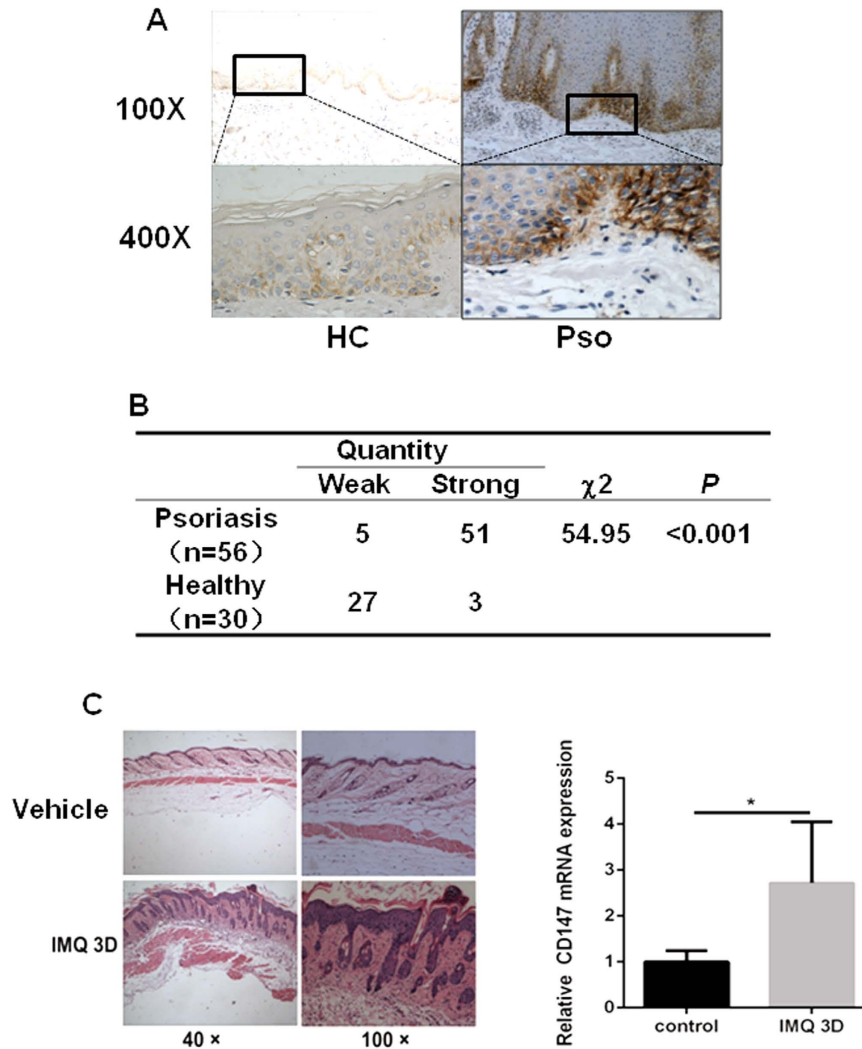 A
100X
400X
HC Pso
B
Quantity
Weak Strong χ2 P
Psoriasis
（n=56） 5 51 54.95 <0.001
Healthy
（n=30） 27 3
C
Vehicle
IMQ 3D
40 × 100 ×
Relative CD147 mRNA expression
5
4
3
2
1
0
*
control IMQ 3D